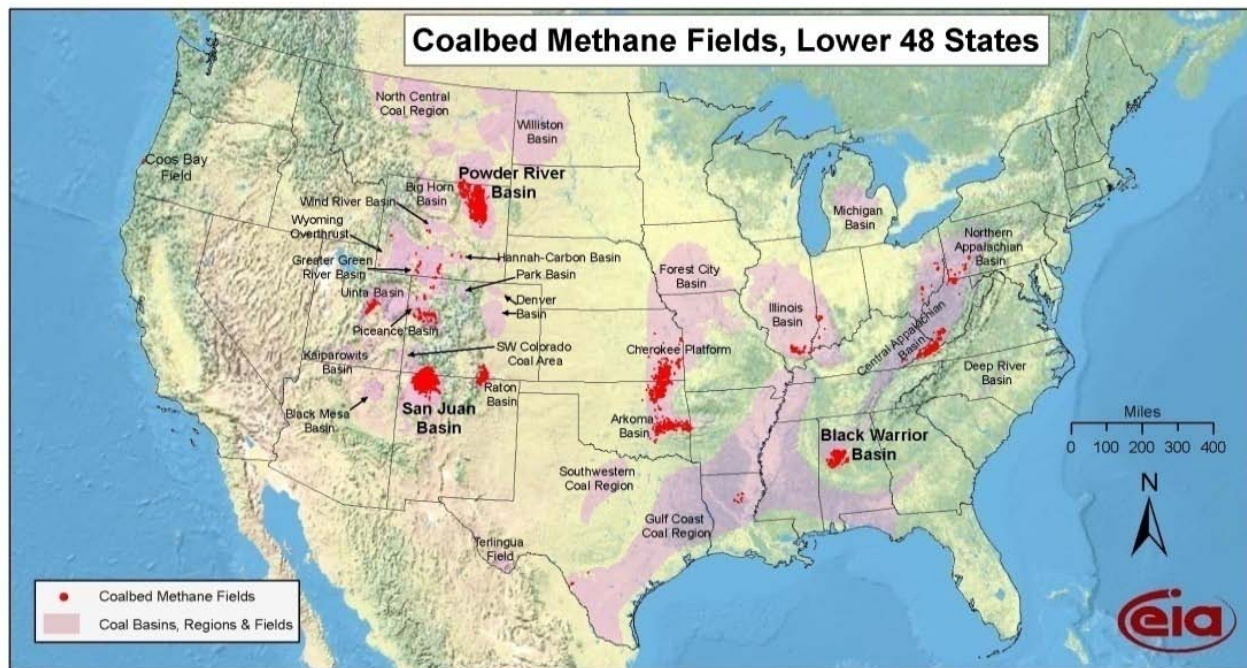 Coalbed Methane Fields, Lower 48 States
North Central
Coal Region
Williston
Basin
Coos Bay
Field
Powder River
Basin
Big Horn
Basin
Wind River Basin
Wyoming
Overthrust
Michigan
Basin
Northern
Appalachian
Basin
Greater Green
River Basin
Hannah-Carbon Basin
Park Basin
Forest City
Basin
Uinta Basin
Denver
Basin
Illinois
Basin
Piceance Basin
Central Appalachian
Basin
Kaiparowits
Basin
SW Colorado
Coal Area
Cherokee Platform
Deep River
Basin
Black Mesa
Basin
San Juan
Basin
Raton
Basin
Arkoma
Basin
Black Warrior
Basin
Miles
0 100 200 400
Southwestern
Coal Region
N
Gulf Coast
Coal Region
Terlingua
Field
Coalbed Methane Fields
Coal Basins, Regions & Fields
eia